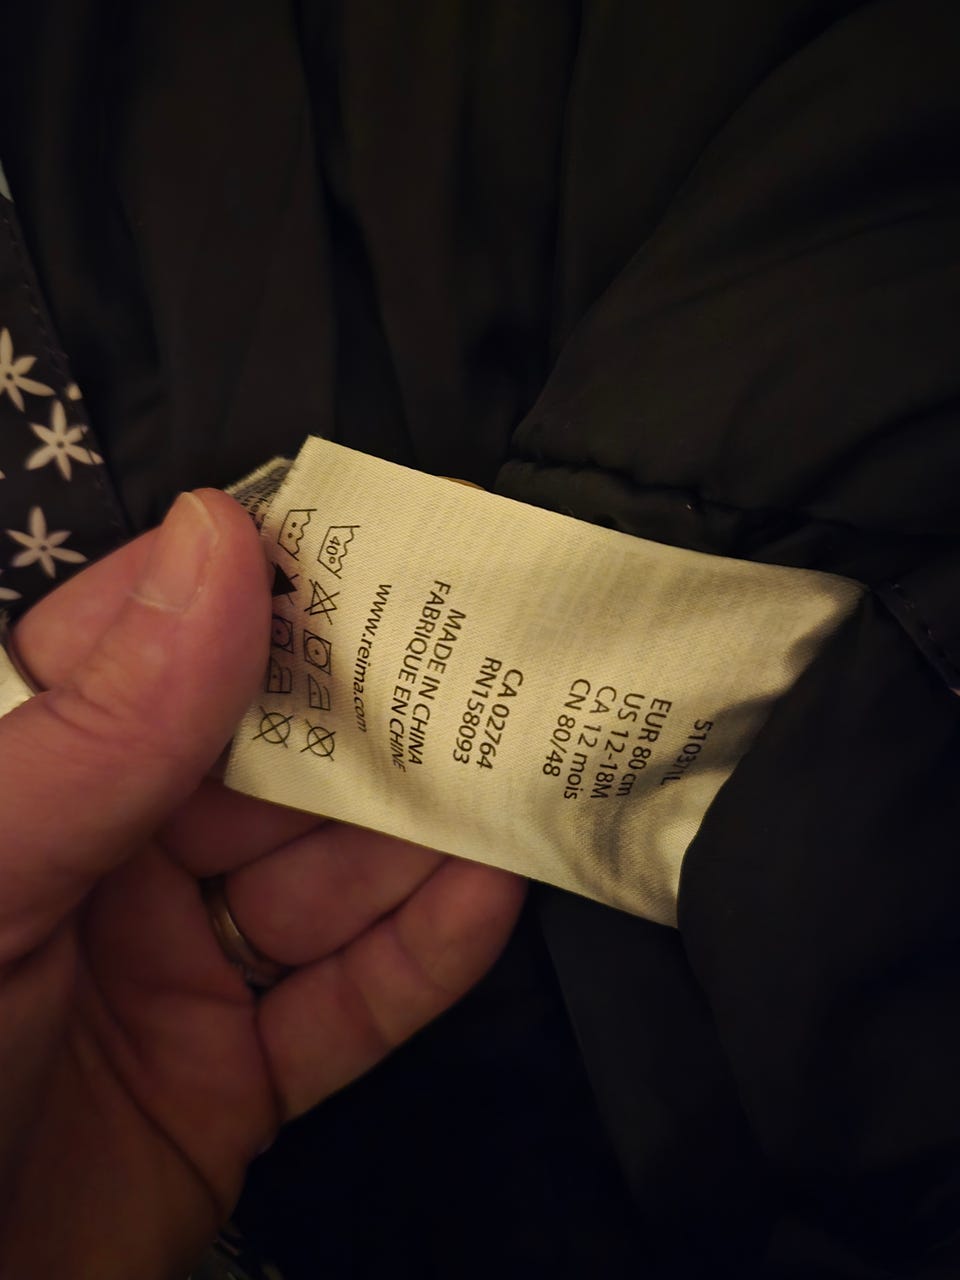 EUR 80 cm
US 12-18M
CA 12 mois
CN 80/48
CA 02764
RN158093
MADE IN CHINA
FABRIQUE EN CHINE
www.reima.com
40°